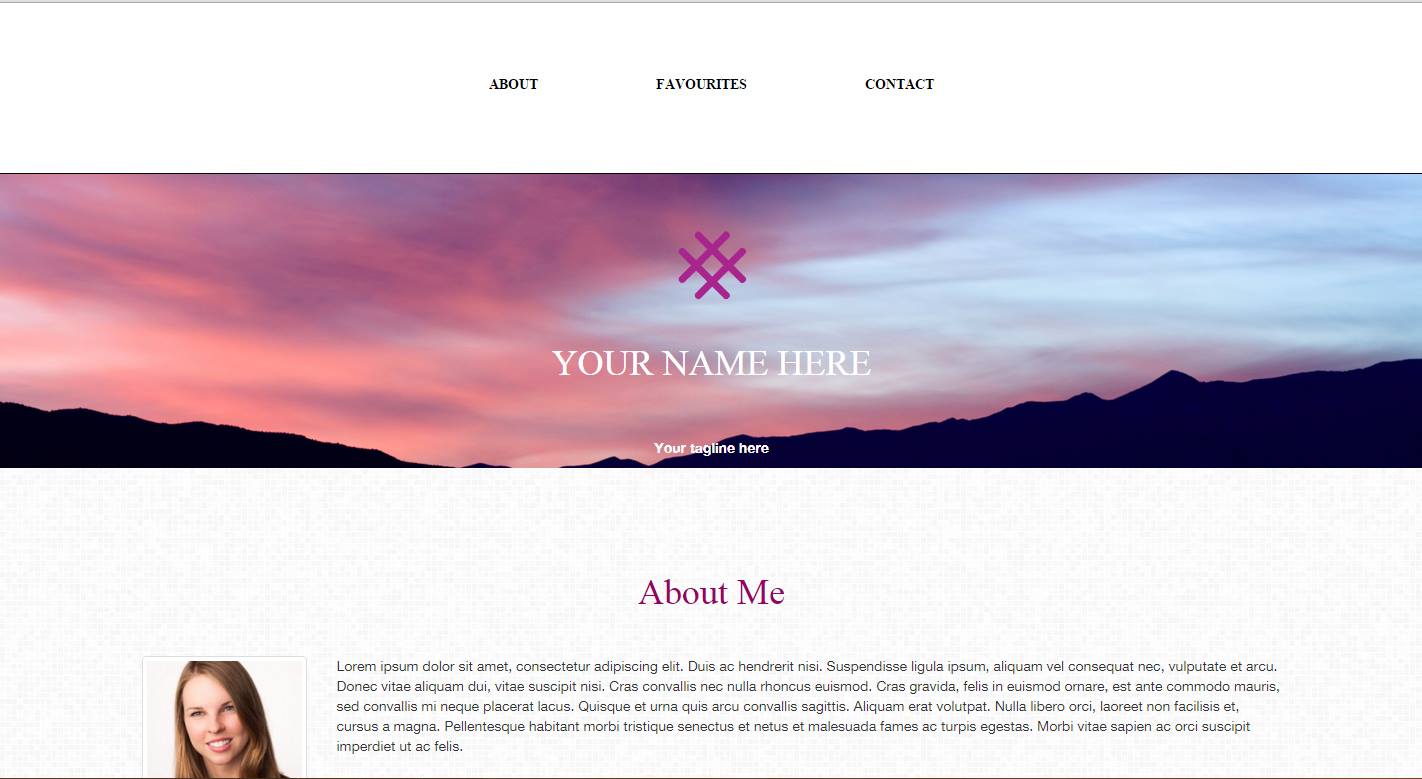 ABOUT FAVOURITES CONTACT
YOUR NAME HERE
Your tagline here
About Me
Lorem ipsum dolor sit amet, consectetur adipiscing elit. Duis ac hendrerit nisi. Suspendisse ligula ipsum, aliquam vel consequat nec, vulputate et arcu.
Donec vitae aliquam dui, vitae suscipit nisi. Cras convallis nec nulla rhoncus euismod. Cras gravida, felis in euismod ornare, est ante commodo mauris,
sed convallis mi neque placerat lacus. Quisque et urna quis arcu convallis sagittis. Aliquam erat volutpat. Nulla libero orci, laoreet non facilisis et,
cursus a magna. Pellentesque habitant morbi tristique senectus et netus et malesuada fames ac turpis egestas. Morbi vitae sapien ac orci suscipit
imperdiet ut ac felis.